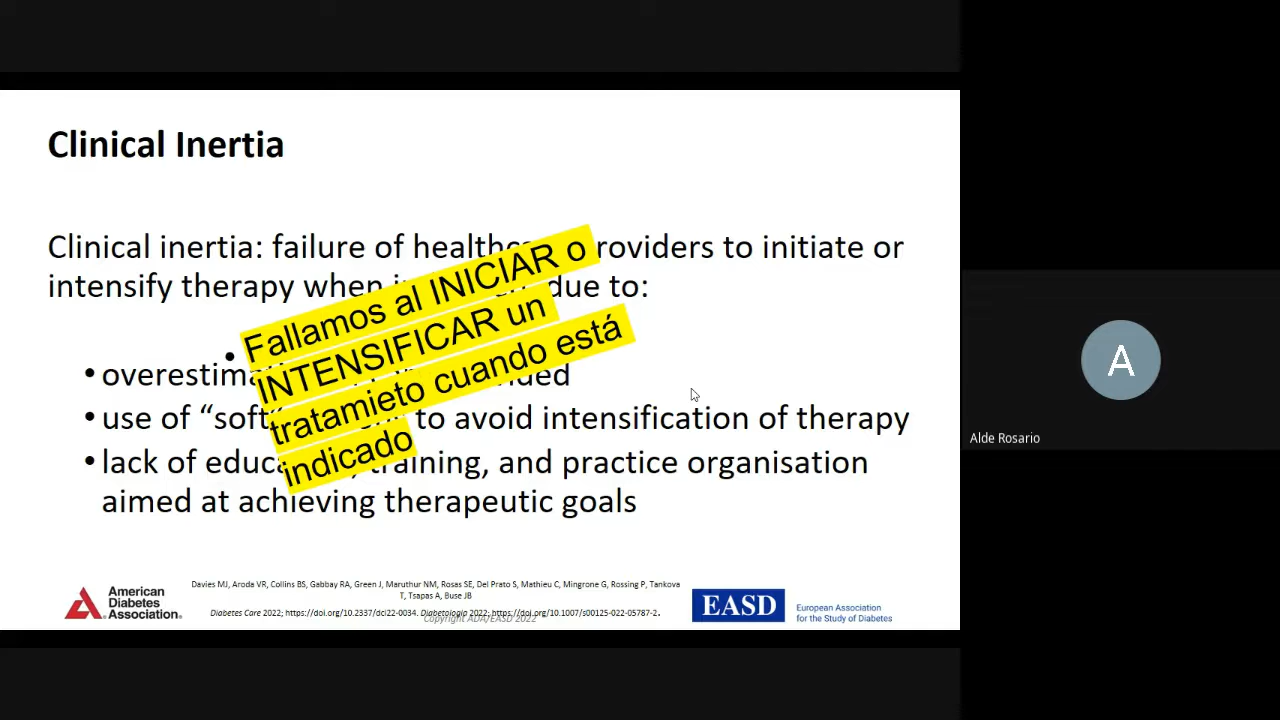 Clinical Inertia
Clinical inertia: failure of roviders to initiate or
intensify therapy when due to:
Fallamos al INICIAR o
INTENSIFICAR un
tratamieto cuando está
indicado
•
•
• use of “soft to avoid intensification of therapy
• lack of training, and practice organisation
aimed at achieving therapeutic goals
A
Alde Rosario
American
Diabetes
Association.
Davies MJ, Aroda VR, Collins BS, Gabbay RA, Green J, Maruthur NM, Rosas SE, Del Prato S, Mathieu C, Mingrone G, Rossing P, Tankova
T, Tsapas A, Buse JB
Diabetes Care 2022; https://doi.org/10.2337/dci22-0034. Diabetologia 2022; https://doi.org/10.1007/s00125-022-05787-2.
Copyright ADA/EASD 2022
EASD
European Association
for the Study of Diabetes